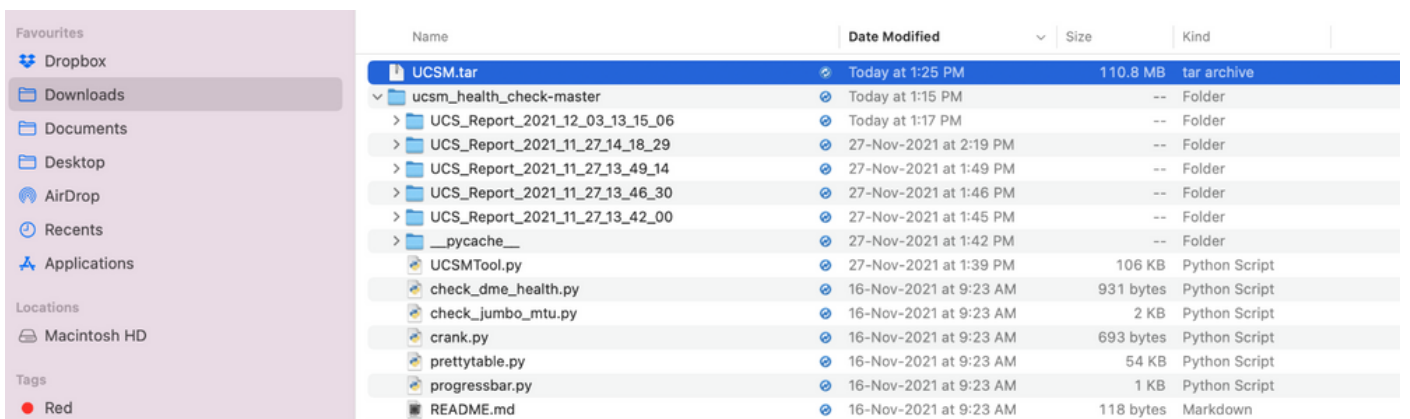 Favourites
Dropbox
Downloads
Documents
Desktop
AirDrop
Recents
Applications
Locations
Macintosh HD
Tags
Red
Name Date Modified Size Kind
UCSM.tar Today at 1:25 PM 110.8 MB tar archive
ucsm_health_check-master Today at 1:15 PM -- Folder
UCS_Report_2021_12_03_13_15_06 Today at 1:17 PM -- Folder
UCS_Report_2021_11_27_14_18_29 27-Nov-2021 at 2:19 PM -- Folder
UCS_Report_2021_11_27_13_49_14 27-Nov-2021 at 1:49 PM -- Folder
UCS_Report_2021_11_27_13_46_30 27-Nov-2021 at 1:46 PM -- Folder
UCS_Report_2021_11_27_13_42_00 27-Nov-2021 at 1:45 PM -- Folder
__pycache__ 27-Nov-2021 at 1:42 PM -- Folder
UCSMTool.py 27-Nov-2021 at 1:39 PM 106 KB Python Script
check_dme_health.py 16-Nov-2021 at 9:23 AM 931 bytes Python Script
check_jumbo_mtu.py 16-Nov-2021 at 9:23 AM 2 KB Python Script
crank.py 16-Nov-2021 at 9:23 AM 693 bytes Python Script
prettytable.py 16-Nov-2021 at 9:23 AM 54 KB Python Script
progressbar.py 16-Nov-2021 at 9:23 AM 1 KB Python Script
README.md 16-Nov-2021 at 9:23 AM 118 bytes Markdown